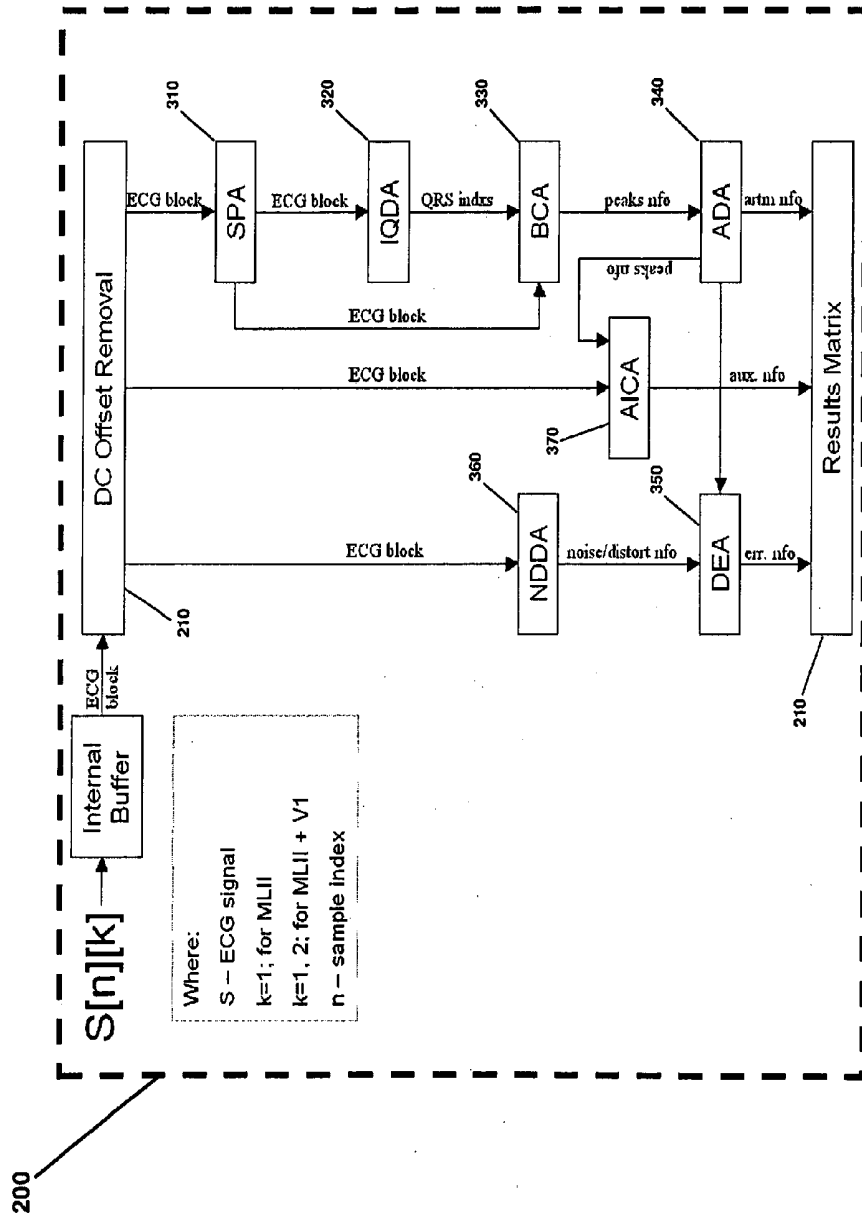 200
S[n][k]
Internal
Buffer
ECG
block
DC Offset Removal
210
Where:
S – ECG signal
k=1; for MLII
k=1, 2; for MLII + V1
n – sample index
ECG block
ECG block
ECG block
SPA
310
ECG block
ECG block
IQDA
320
QRS indxs
BCA
330
peaks nfo
NDDA
360
noise/distort nfo
AICA
370
peaks nfo
aux. nfo
ADA
340
artm nfo
DEA
350
err. nfo
Results Matrix
210